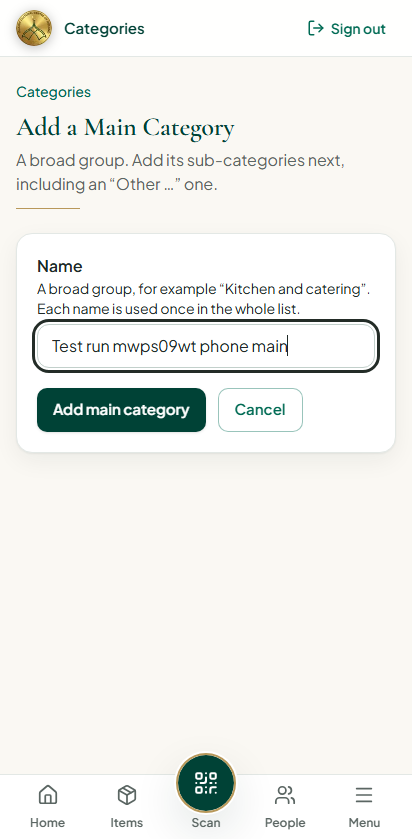 Categories
Sign out
Categories
Add a Main Category
A broad group. Add its sub-categories next,
including an “Other …” one.
Name
A broad group, for example “Kitchen and catering”.
Each name is used once in the whole list.
Test run mwps09wt phone main
Add main category
Cancel
Home
Items
Scan
People
Menu